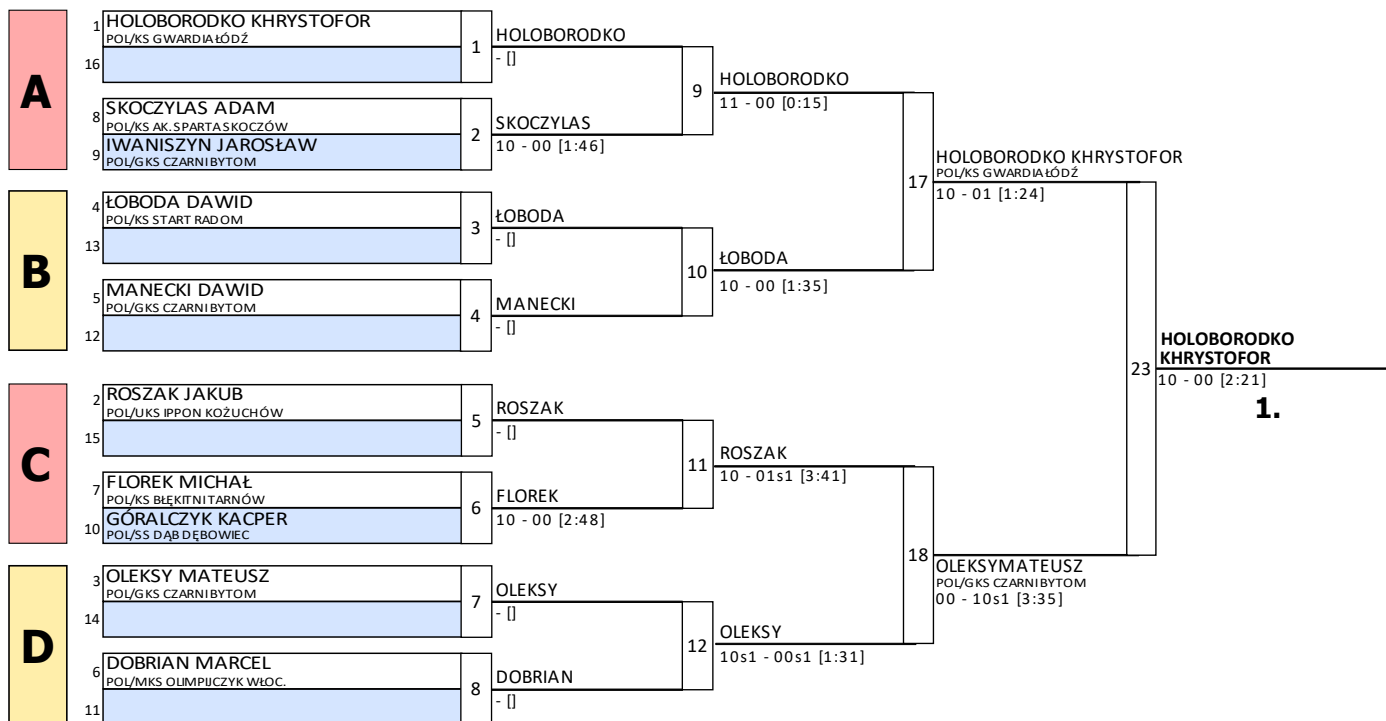 A
1 HOLOBORODKO KHRYSTOFOR
POL/KS GWARDIA ŁÓDŹ
16
1
HOLOBORODKO
- []
8 SKOCZYLAS ADAM
POL/KS AK. SPARTA SKOCZÓW
9 IWANISZYN JAROSŁAW
POL/GKS CZARNI BYTOM
2
SKOCZYLAS
10 - 00 [1:46]
9
HOLOBORODKO
11 - 00 [0:15]
B
4 ŁOBODA DAWID
POL/KS START RADOM
13
3
ŁOBODA
- []
5 MANECKI DAWID
POL/GKS CZARNI BYTOM
12
4
MANECKI
- []
10
ŁOBODA
10 - 00 [1:35]
17
HOLOBORODKO KHRYSTOFOR
POL/KS GWARDIA ŁÓDŹ
10 - 01 [1:24]
C
2 ROSZAK JAKUB
POL/UKS IPPON KOŻUCHÓW
15
5
ROSZAK
- []
7 FLOREK MICHAŁ
POL/KS BŁĘKITNI TARNÓW
10 GÓRALCZYK KACPER
POL/SS DĄB DĘBOWIEC
6
FLOREK
10 - 00 [2:48]
11
ROSZAK
10 - 01s1 [3:41]
D
3 OLEKSY MATEUSZ
POL/GKS CZARNI BYTOM
14
7
OLEKSY
- []
6 DOBRIAN MARCEL
POL/MKS OLIMPIJCZYK WŁOC.
11
8
DOBRIAN
- []
12
OLEKSY
10s1 - 00s1 [1:31]
18
OLEKSY MATEUSZ
POL/GKS CZARNI BYTOM
00 - 10s1 [3:35]
23
HOLOBORODKO
KHRYSTOFOR
10 - 00 [2:21]
1.